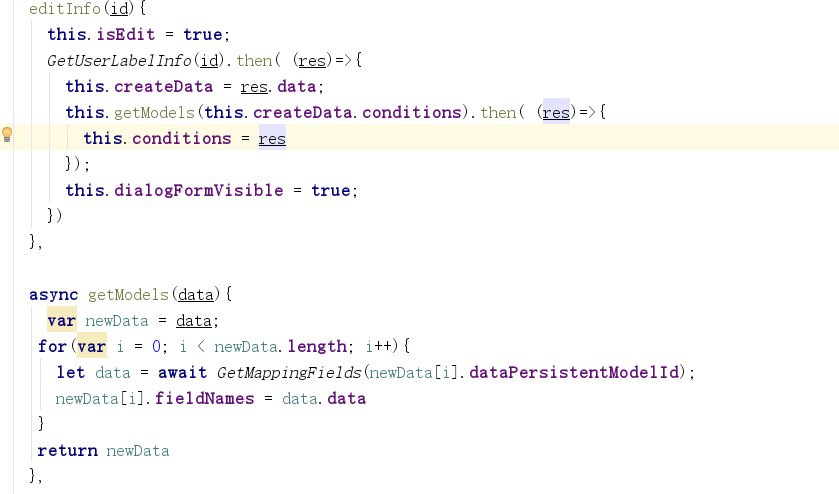 editInfo(id){
this.isEdit = true;
GetUserLabelInfo(id).then( (res)=>{
this.createData = res.data;
this.getModels(this.createData.conditions).then( (res)=>{
this.conditions = res
});
this.dialogFormVisible = true;
})
},
async getModels(data){
var newData = data;
for(var i = 0; i < newData.length; i++){
let data = await GetMappingFields(newData[i].dataPersistentModelId);
newData[i].fieldNames = data.data
}
return newData
},